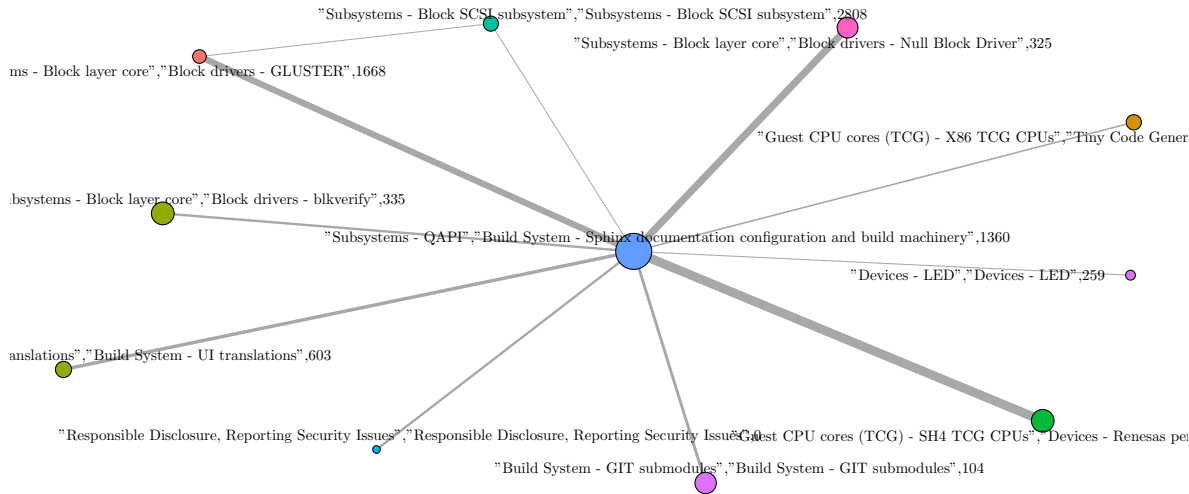 "Subsystems - Block SCSI subsystem","Subsystems - Block SCSI subsystem",2808
"Subsystems - Block layer core","Block drivers - Null Block Driver",325
ms - Block layer core","Block drivers - GLUSTER",1668
"Guest CPU cores (TCG) - X86 TCG CPUs","Tiny Code Gener
bsystems - Block layer core","Block drivers - blkverify",335
"Subsystems - QAPI","Build System - Sphinx documentation configuration and build machinery",1360
"Devices - LED","Devices - LED",259
anslations","Build System - UI translations",603
"Responsible Disclosure, Reporting Security Issues","Responsible Disclosure, Reporting Security Issues",0
"Guest CPU cores (TCG) - SH4 TCG CPUs","Devices - Renesas per
"Build System - GIT submodules","Build System - GIT submodules",104